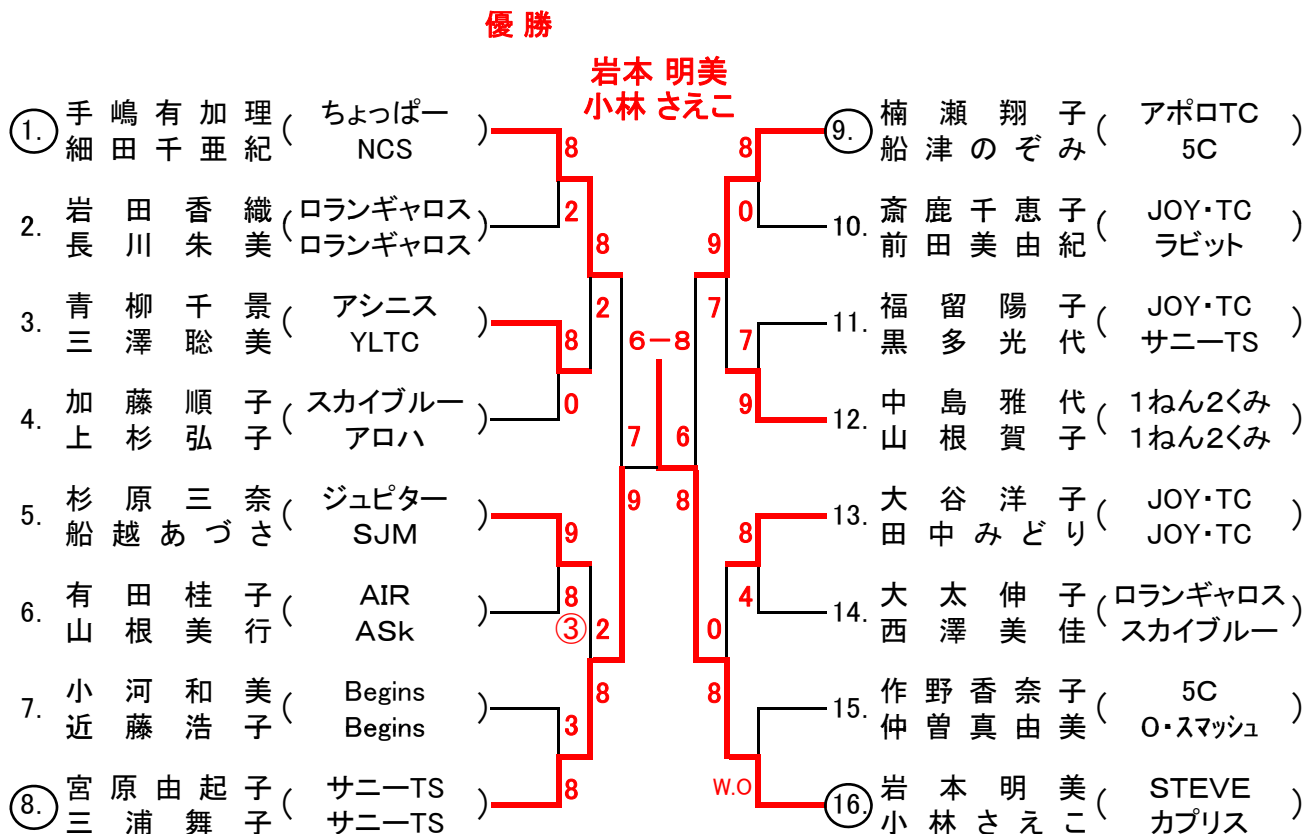 優 勝
岩本 明美
小林 さえこ
1. 手嶋有加理 ( ちょっぱー )
細田千亜紀 ( NCS )
2. 岩田香織 ( ロランギャロス )
長川朱美 ( ロランギャロス )
3. 青柳千景 ( アシニス )
三澤聡美 ( YLTC )
4. 加藤順子 ( スカイブルー )
上杉弘子 ( アロハ )
5. 杉原三奈 ( ジュピター )
船越あづさ ( SJM )
6. 有田桂子 ( AIR )
山根美行 ( ASk )
7. 小河和美 ( Begins )
近藤浩子 ( Begins )
8. 宮原由起子 ( サニーTS )
三浦舞子 ( サニーTS )
8
2
8
2
8
0
7
9
9
8
③
2
8
3
8
6-8
8
0
9
7
7
9
6
8
8
4
0
8
W.O
9. 楠瀬翔子 ( アポロTC )
船津のぞみ ( 5C )
10. 斎鹿千恵子 ( JOY・TC )
前田美由紀 ( ラビット )
11. 福留陽子 ( JOY・TC )
黒多光代 ( サニーTS )
12. 中島雅代 ( 1ねん2くみ )
山根賀子 ( 1ねん2くみ )
13. 大谷洋子 ( JOY・TC )
田中みどり ( JOY・TC )
14. 大太伸子 ( ロランギャロス )
西澤美佳 ( スカイブルー )
15. 作野香奈子 ( 5C )
仲曽真由美 ( O・スマッシュ )
16. 岩本明美 ( STEVE )
小林さえこ ( カプリス )